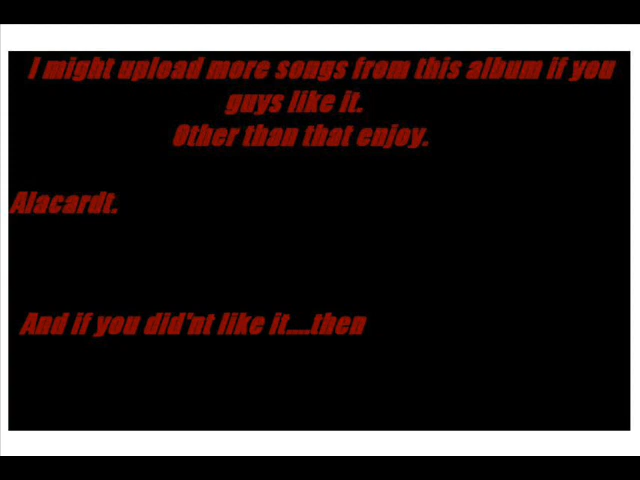 I might upload more songs from this album if you
guys like it.
Other than that enjoy.
Alacardt.
And if you did'nt like it....then